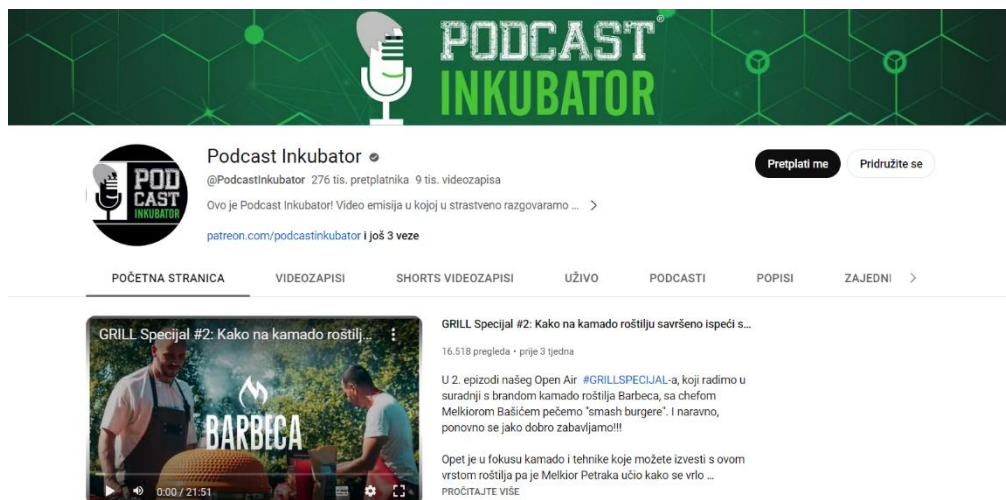 PODCAST®
INKUBATOR
POD
CAST
INKUBATOR
Podcast Inkubator
@PodcastInkubator 276 tis. pretplatnika 9 tis. videozapisa
Ovo je Podcast Inkubator! Video emisija u kojoj u strastveno razgovaramo ...
patreon.com/podcastinkubator i još 3 veze
Pretplati me
Pridružite se
POČETNA STRANICA VIDEOZAPISI SHORTS VIDEOZAPISI UŽIVO PODCASTI POPISI ZAJEDNI
GRILL Specijal #2: Kako na kamado roštilj...
BARBECA
0:00 / 21:51
GRILL Specijal #2: Kako na kamado roštilju savršeno ispeći s...
16.518 pregleda • prije 3 tjedna
U 2. epizodi našeg Open Air #GRILLSPECIJAL-a, koji radimo u
suradnji s brandom kamado roštilja Barbeca, sa chefom
Melkiorom Bašićem pečemo "smash burgere". I naravno,
ponovno se jako dobro zabavljamo!!!
Opet je u fokusu kamado i tehnike koje možete izvesti s ovom
vrstom roštilja pa je Melkior Petraka učio kako se vrlo ...
PROČITAJTE VIŠE